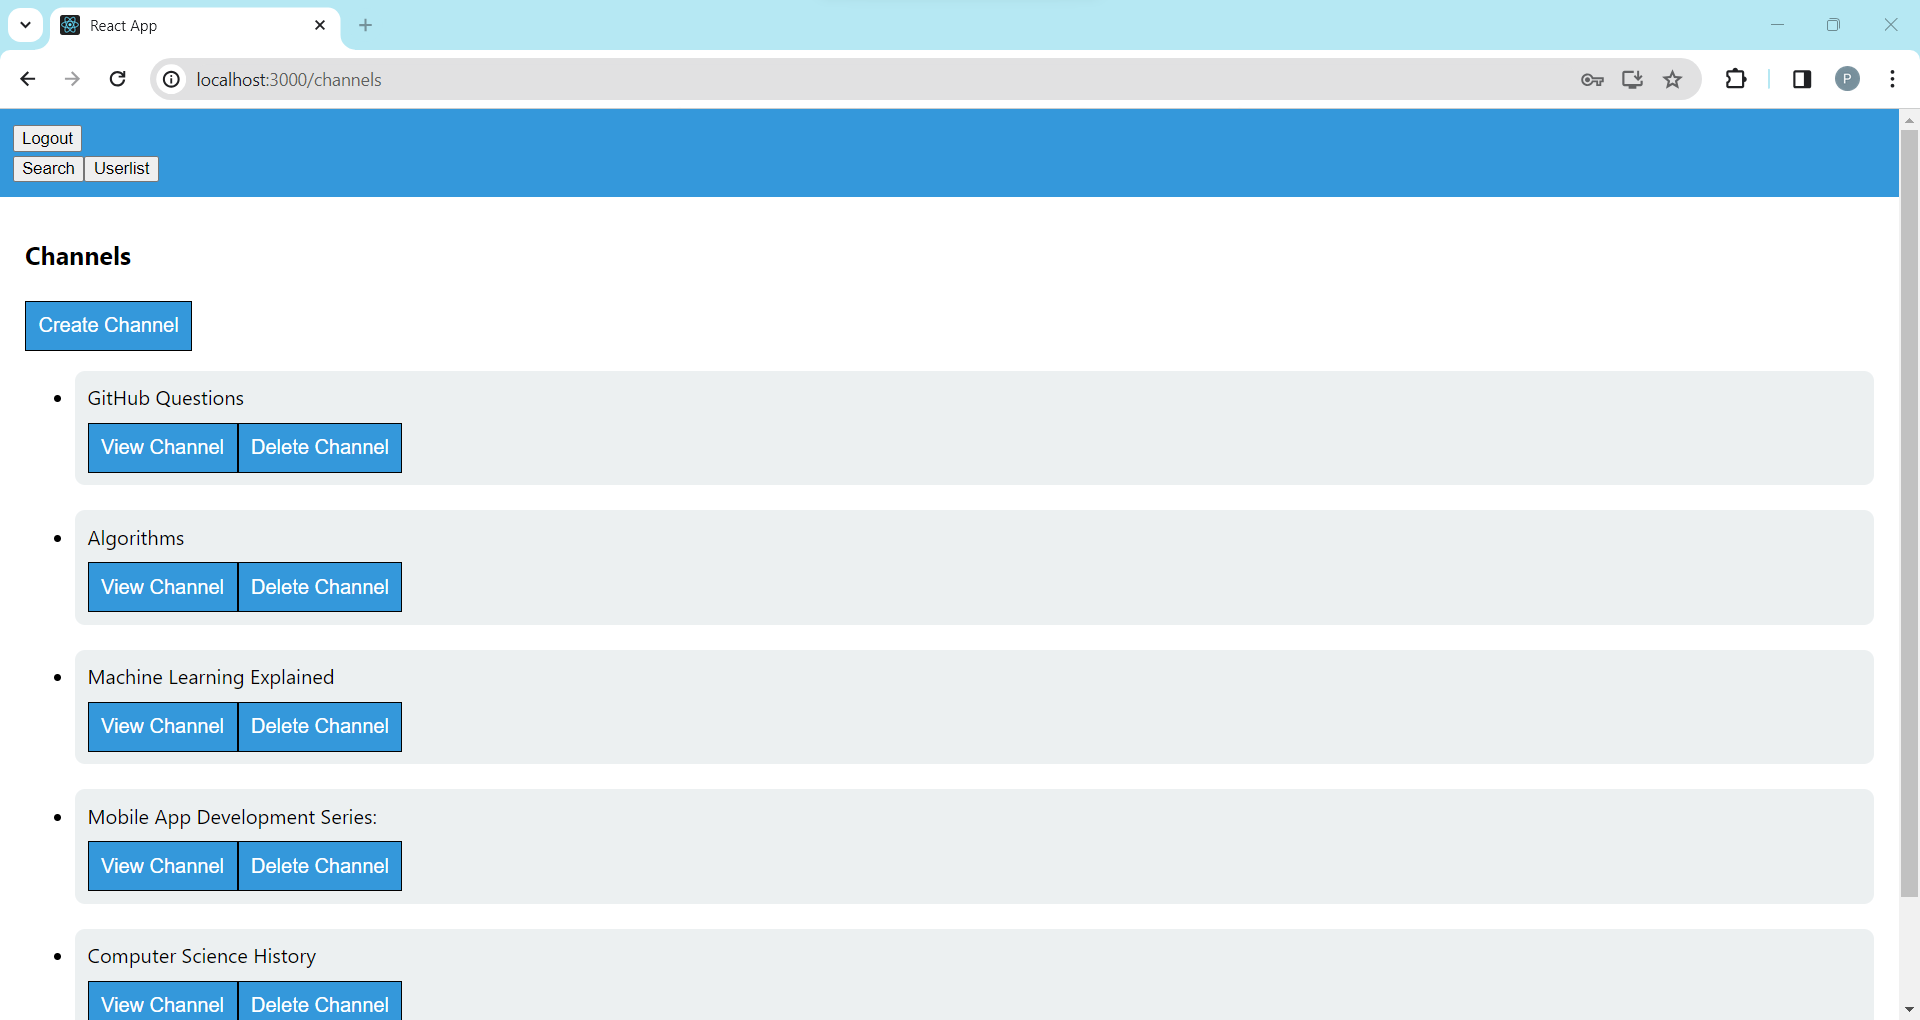 React App
localhost:3000/channels
P
Logout
Search Userlist
Channels
Create Channel
GitHub Questions
View Channel Delete Channel
Algorithms
View Channel Delete Channel
Machine Learning Explained
View Channel Delete Channel
Mobile App Development Series:
View Channel Delete Channel
Computer Science History
View Channel Delete Channel